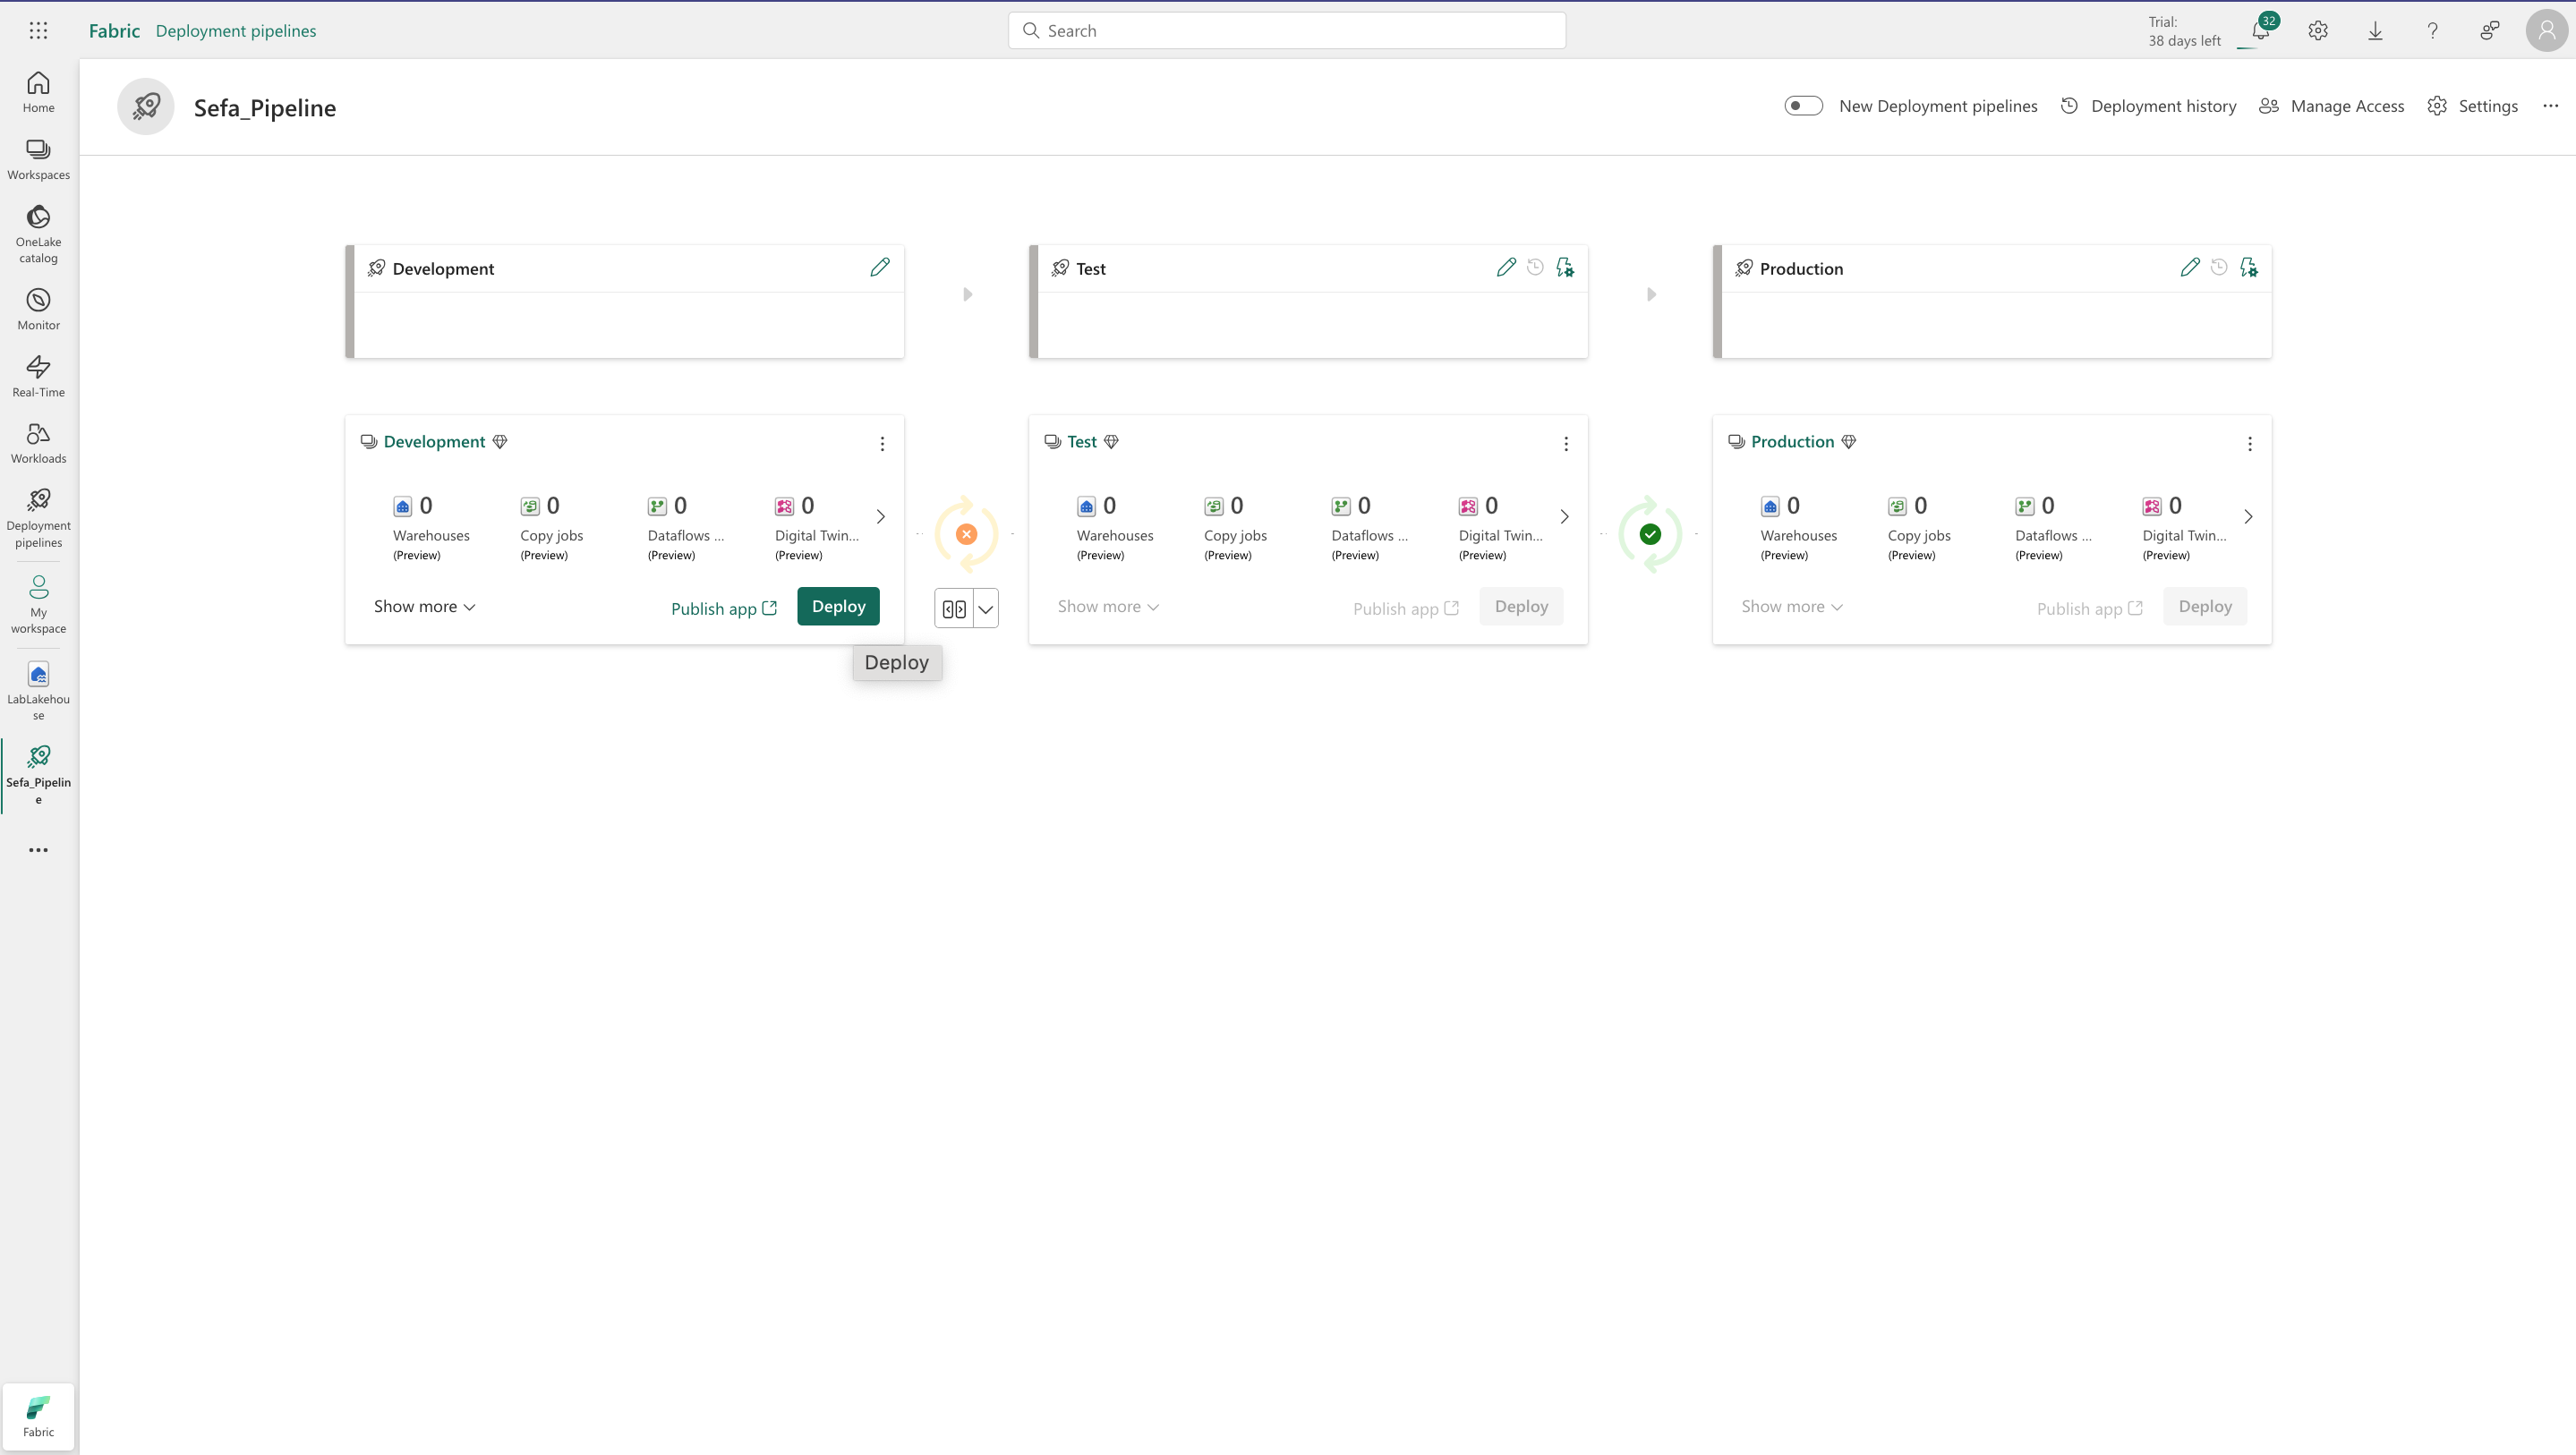 Fabric Deployment pipelines
Search
Trial:
38 days left
32
Home
Workspaces
OneLake
catalog
Monitor
Real-Time
Workloads
Deployment
pipelines
My
workspace
LabLakehou
se
Sefa_Pipelin
e
Fabric
Sefa_Pipeline
New Deployment pipelines
Deployment history
Manage Access
Settings
Development
Test
Production
Development
0
0
0
0
Warehouses
(Preview)
Copy jobs
(Preview)
Dataflows ...
(Preview)
Digital Twin...
(Preview)
Show more
Publish app
Deploy
Deploy
Test
0
0
0
0
Warehouses
(Preview)
Copy jobs
(Preview)
Dataflows ...
(Preview)
Digital Twin...
(Preview)
Show more
Publish app
Deploy
Production
0
0
0
0
Warehouses
(Preview)
Copy jobs
(Preview)
Dataflows ...
(Preview)
Digital Twin...
(Preview)
Show more
Publish app
Deploy